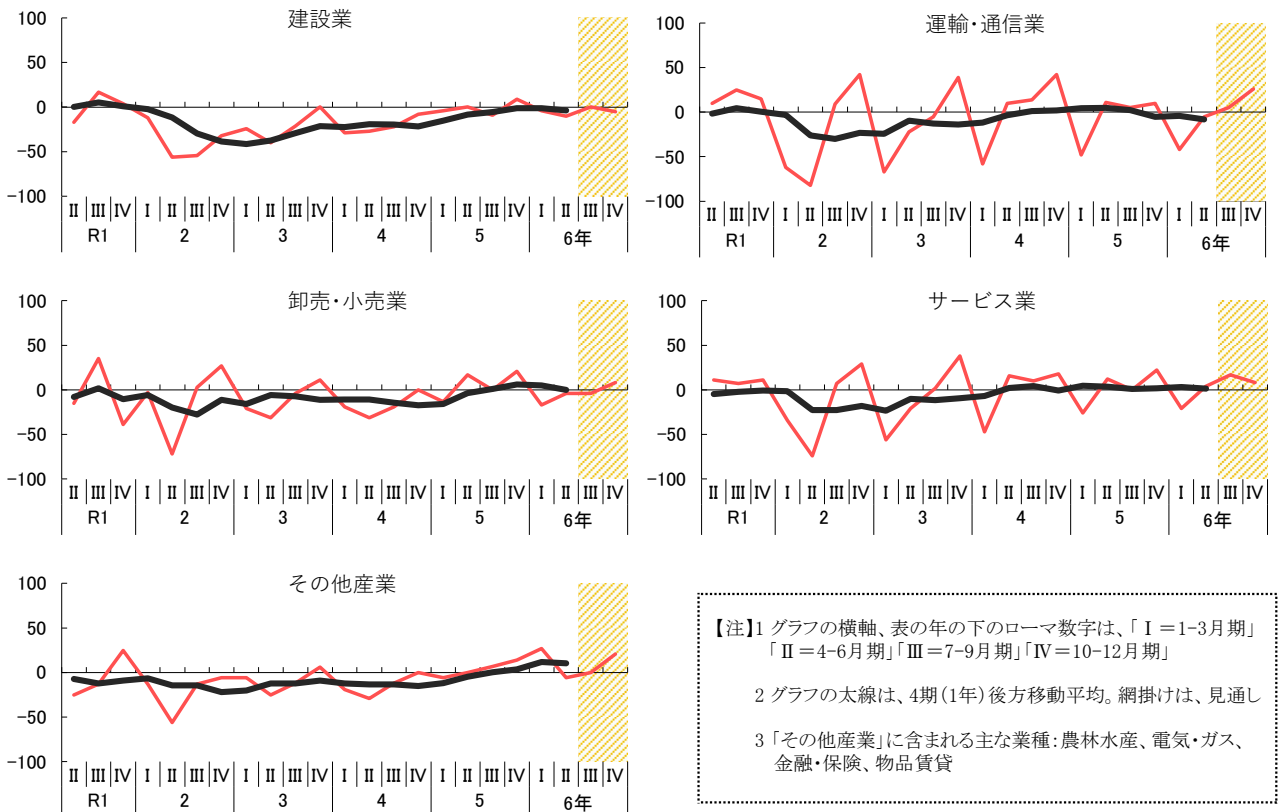 建設業
100
50
0
-50
-100
Ⅱ Ⅲ Ⅳ Ⅰ Ⅱ Ⅲ Ⅳ Ⅰ Ⅱ Ⅲ Ⅳ Ⅰ Ⅱ Ⅲ Ⅳ Ⅰ Ⅱ Ⅲ Ⅳ Ⅰ Ⅱ Ⅲ Ⅳ
R1 2 3 4 5 6年
運輸・通信業
100
50
0
-50
-100
Ⅱ Ⅲ Ⅳ Ⅰ Ⅱ Ⅲ Ⅳ Ⅰ Ⅱ Ⅲ Ⅳ Ⅰ Ⅱ Ⅲ Ⅳ Ⅰ Ⅱ Ⅲ Ⅳ Ⅰ Ⅱ Ⅲ Ⅳ
R1 2 3 4 5 6年
卸売・小売業
100
50
0
-50
-100
Ⅱ Ⅲ Ⅳ Ⅰ Ⅱ Ⅲ Ⅳ Ⅰ Ⅱ Ⅲ Ⅳ Ⅰ Ⅱ Ⅲ Ⅳ Ⅰ Ⅱ Ⅲ Ⅳ Ⅰ Ⅱ Ⅲ Ⅳ
R1 2 3 4 5 6年
サービス業
100
50
0
-50
-100
Ⅱ Ⅲ Ⅳ Ⅰ Ⅱ Ⅲ Ⅳ Ⅰ Ⅱ Ⅲ Ⅳ Ⅰ Ⅱ Ⅲ Ⅳ Ⅰ Ⅱ Ⅲ Ⅳ Ⅰ Ⅱ Ⅲ Ⅳ
R1 2 3 4 5 6年
その他産業
100
50
0
-50
-100
Ⅱ Ⅲ Ⅳ Ⅰ Ⅱ Ⅲ Ⅳ Ⅰ Ⅱ Ⅲ Ⅳ Ⅰ Ⅱ Ⅲ Ⅳ Ⅰ Ⅱ Ⅲ Ⅳ Ⅰ Ⅱ Ⅲ Ⅳ
R1 2 3 4 5 6年
【注】1 グラフの横軸、表の年の下のローマ数字は、「Ⅰ＝1-3月期」
「Ⅱ＝4-6月期」「Ⅲ＝7-9月期」「Ⅳ＝10-12月期」
2 グラフの太線は、4期(1年)後方移動平均。網掛けは、見通し
3 「その他産業」に含まれる主な業種：農林水産、電気・ガス、
金融・保険、物品賃貸